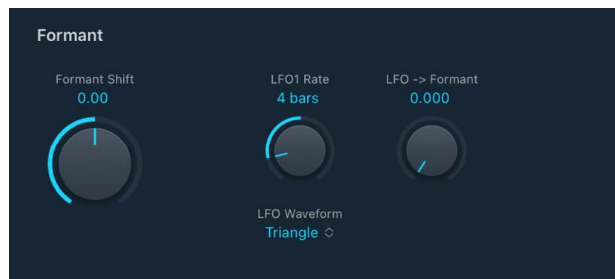 Formant
Formant Shift
0.00
LFO1 Rate
4 bars
LFO -> Formant
0.000
LFO Waveform
Triangle